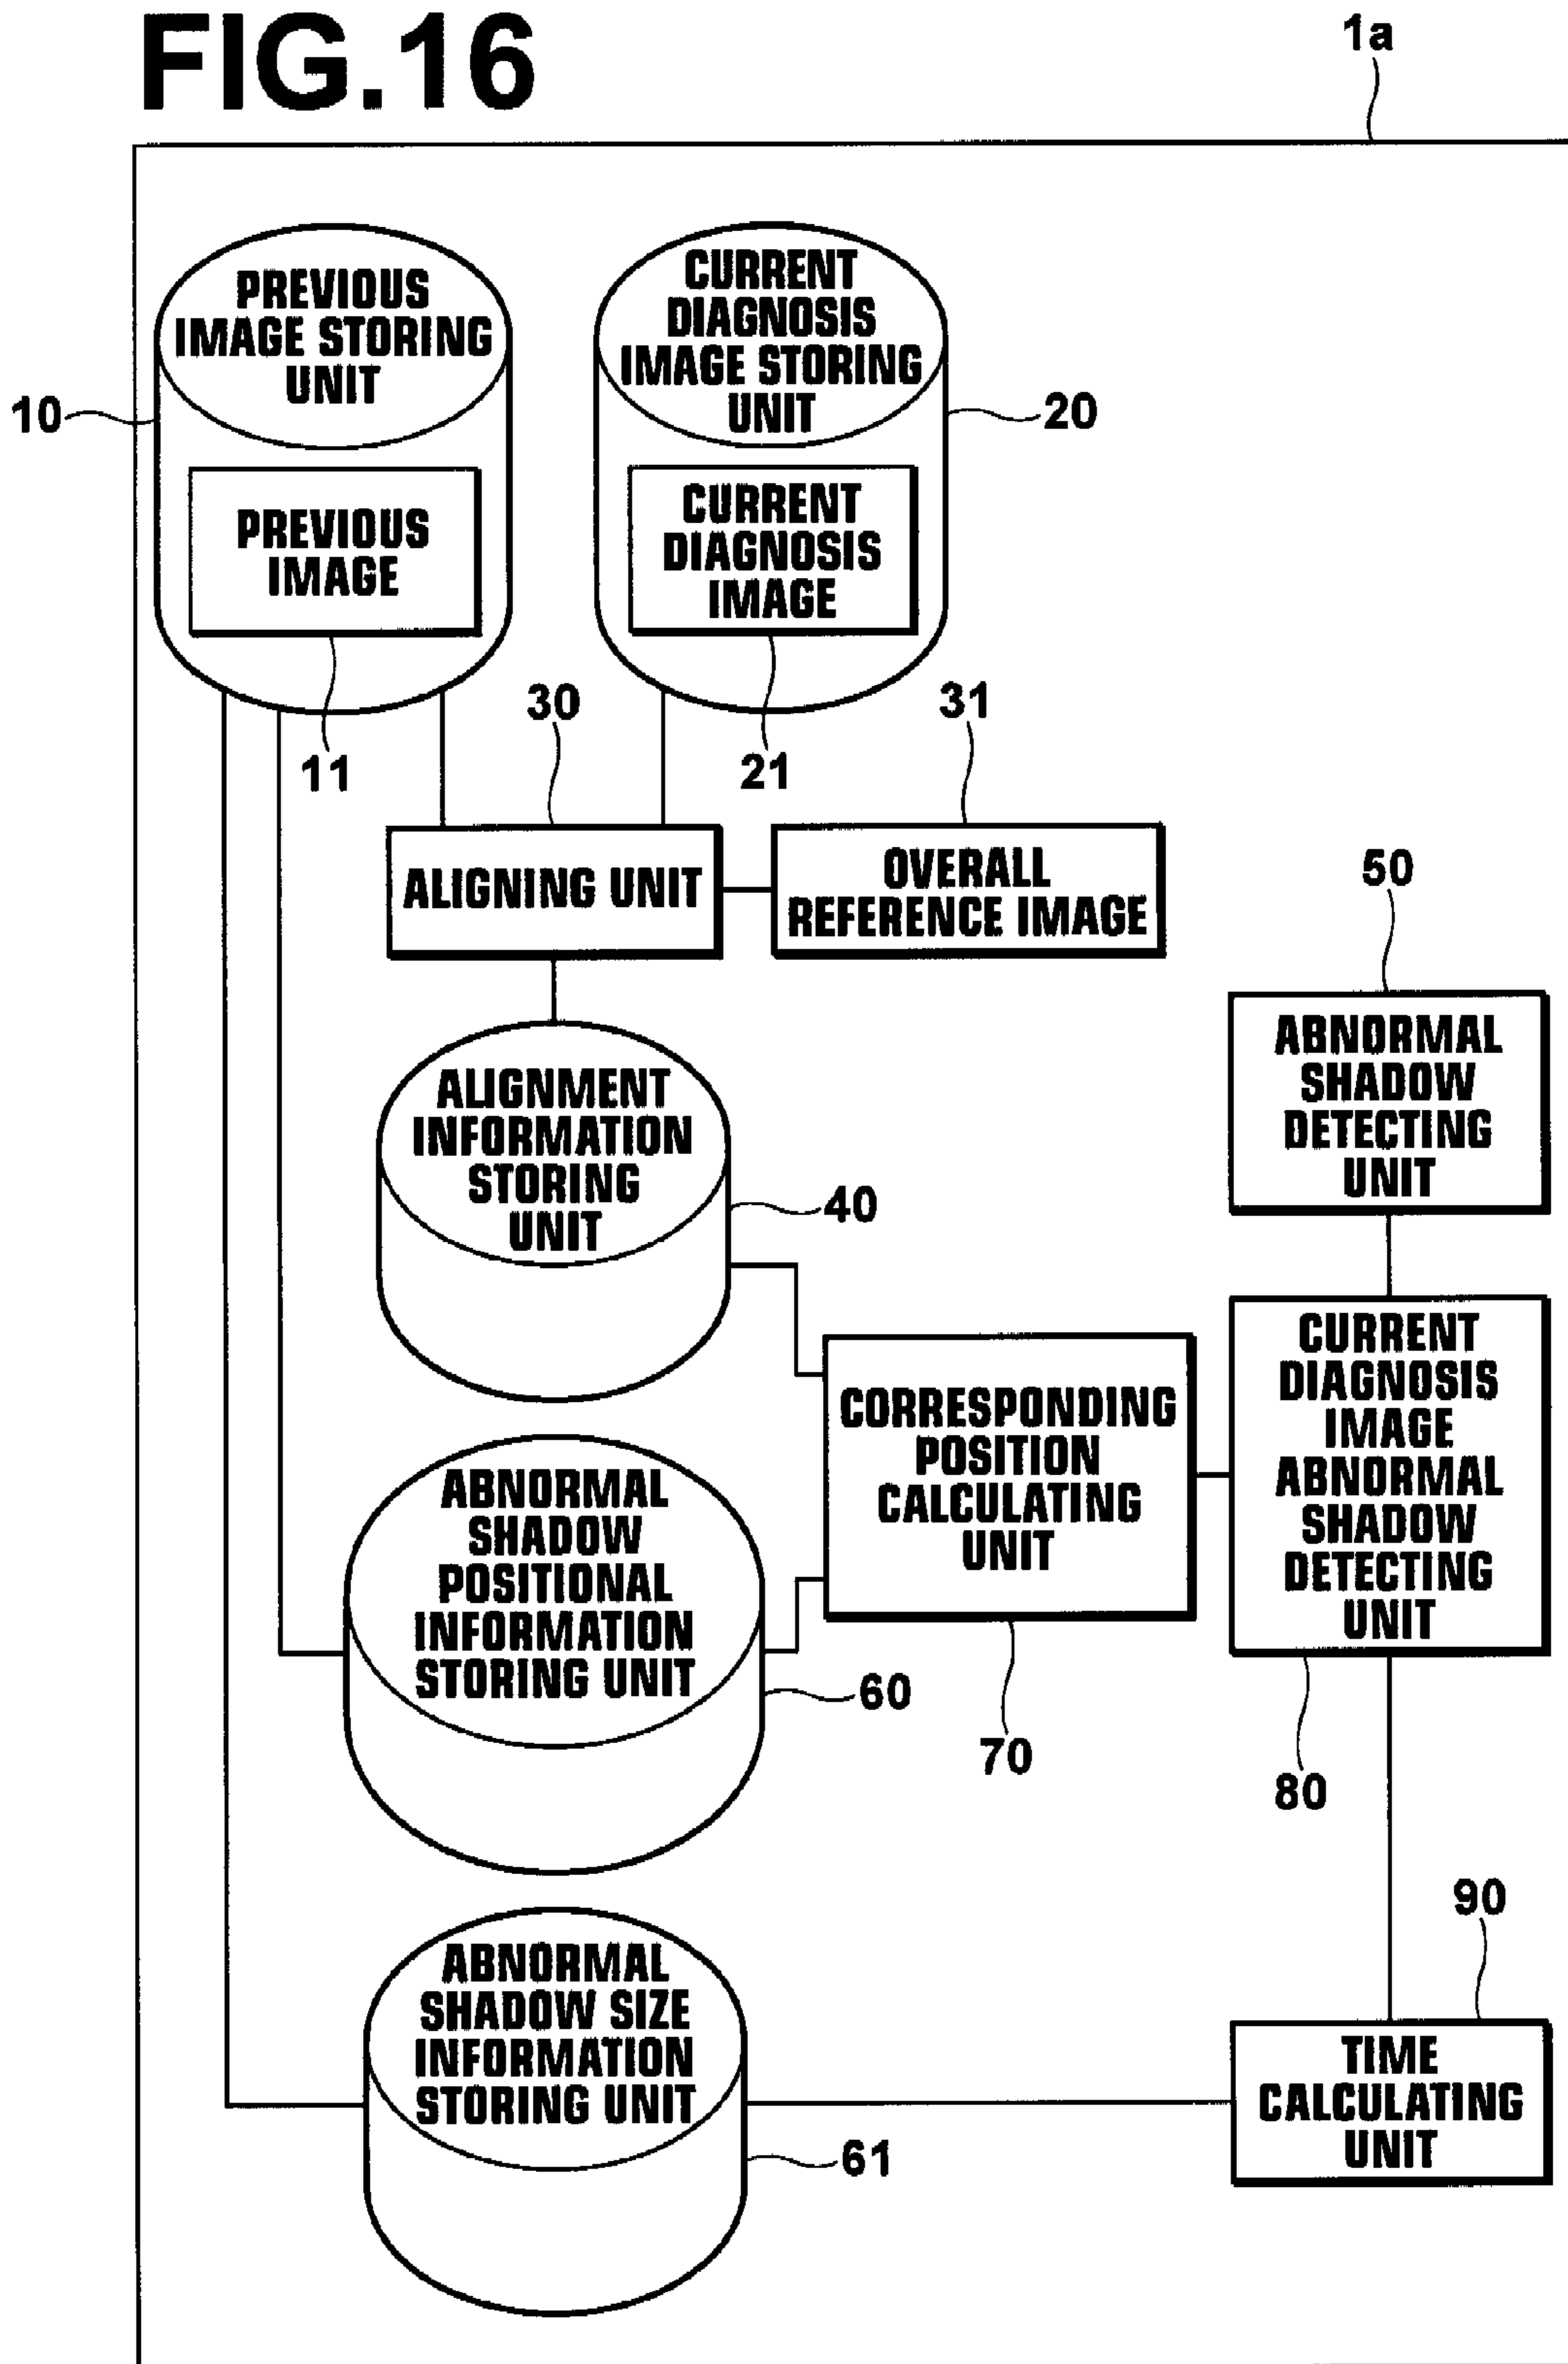 FIG.16
1a
PREVIOUS
IMAGE STORING
UNIT
CURRENT
DIAGNOSIS
IMAGE STORING
UNIT
10
20
PREVIOUS
IMAGE
CURRENT
DIAGNOSIS
IMAGE
11
21
30
31
ALIGNING UNIT
OVERALL
REFERENCE IMAGE
50
ABNORMAL
SHADOW
DETECTING
UNIT
ALIGNMENT
INFORMATION
STORING
UNIT
40
CORRESPONDING
POSITION
CALCULATING
UNIT
CURRENT
DIAGNOSIS
IMAGE
ABNORMAL
SHADOW
DETECTING
UNIT
ABNORMAL
SHADOW
POSITIONAL
INFORMATION
STORING UNIT
60
70
80
90
ABNORMAL
SHADOW SIZE
INFORMATION
STORING UNIT
61
TIME
CALCULATING
UNIT